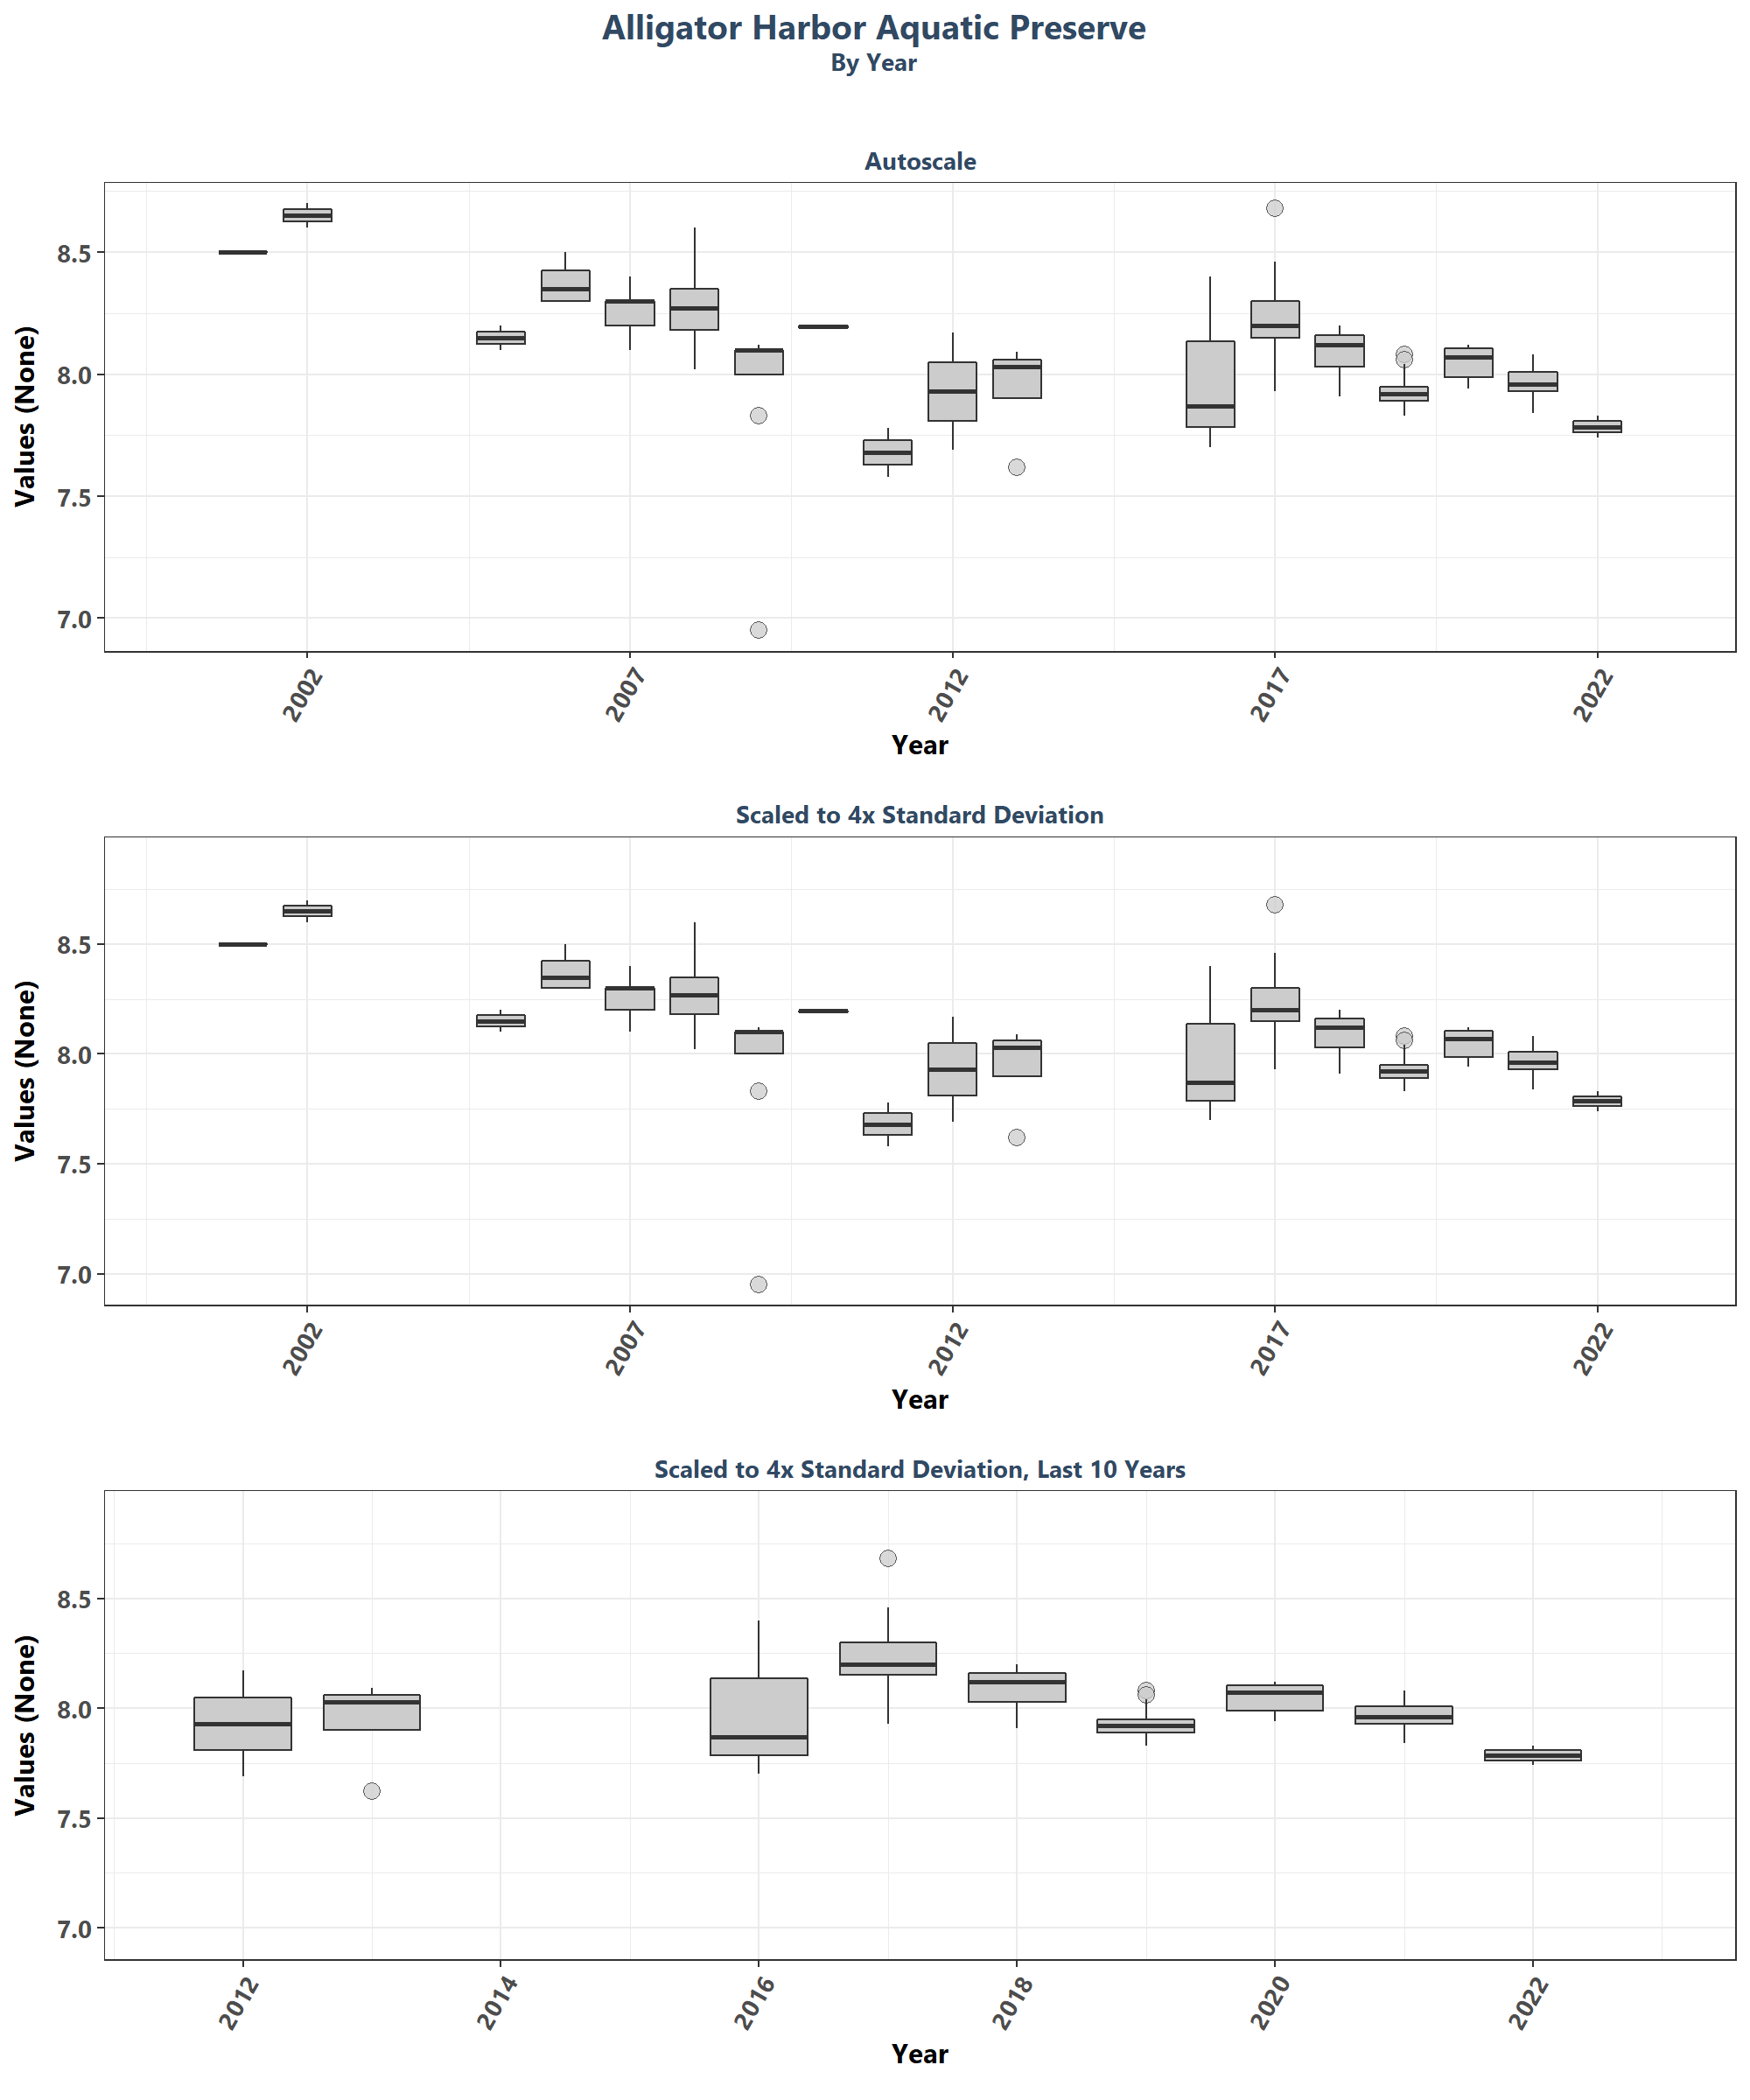 Alligator Harbor Aquatic Preserve
By Year
Autoscale
Values (None)
8.5
8.0
7.5
7.0
2002 2007 2012 2017 2022
Year
Scaled to 4x Standard Deviation
Values (None)
8.5
8.0
7.5
7.0
2002 2007 2012 2017 2022
Year
Scaled to 4x Standard Deviation, Last 10 Years
Values (None)
8.5
8.0
7.5
7.0
2012 2014 2016 2018 2020 2022
Year